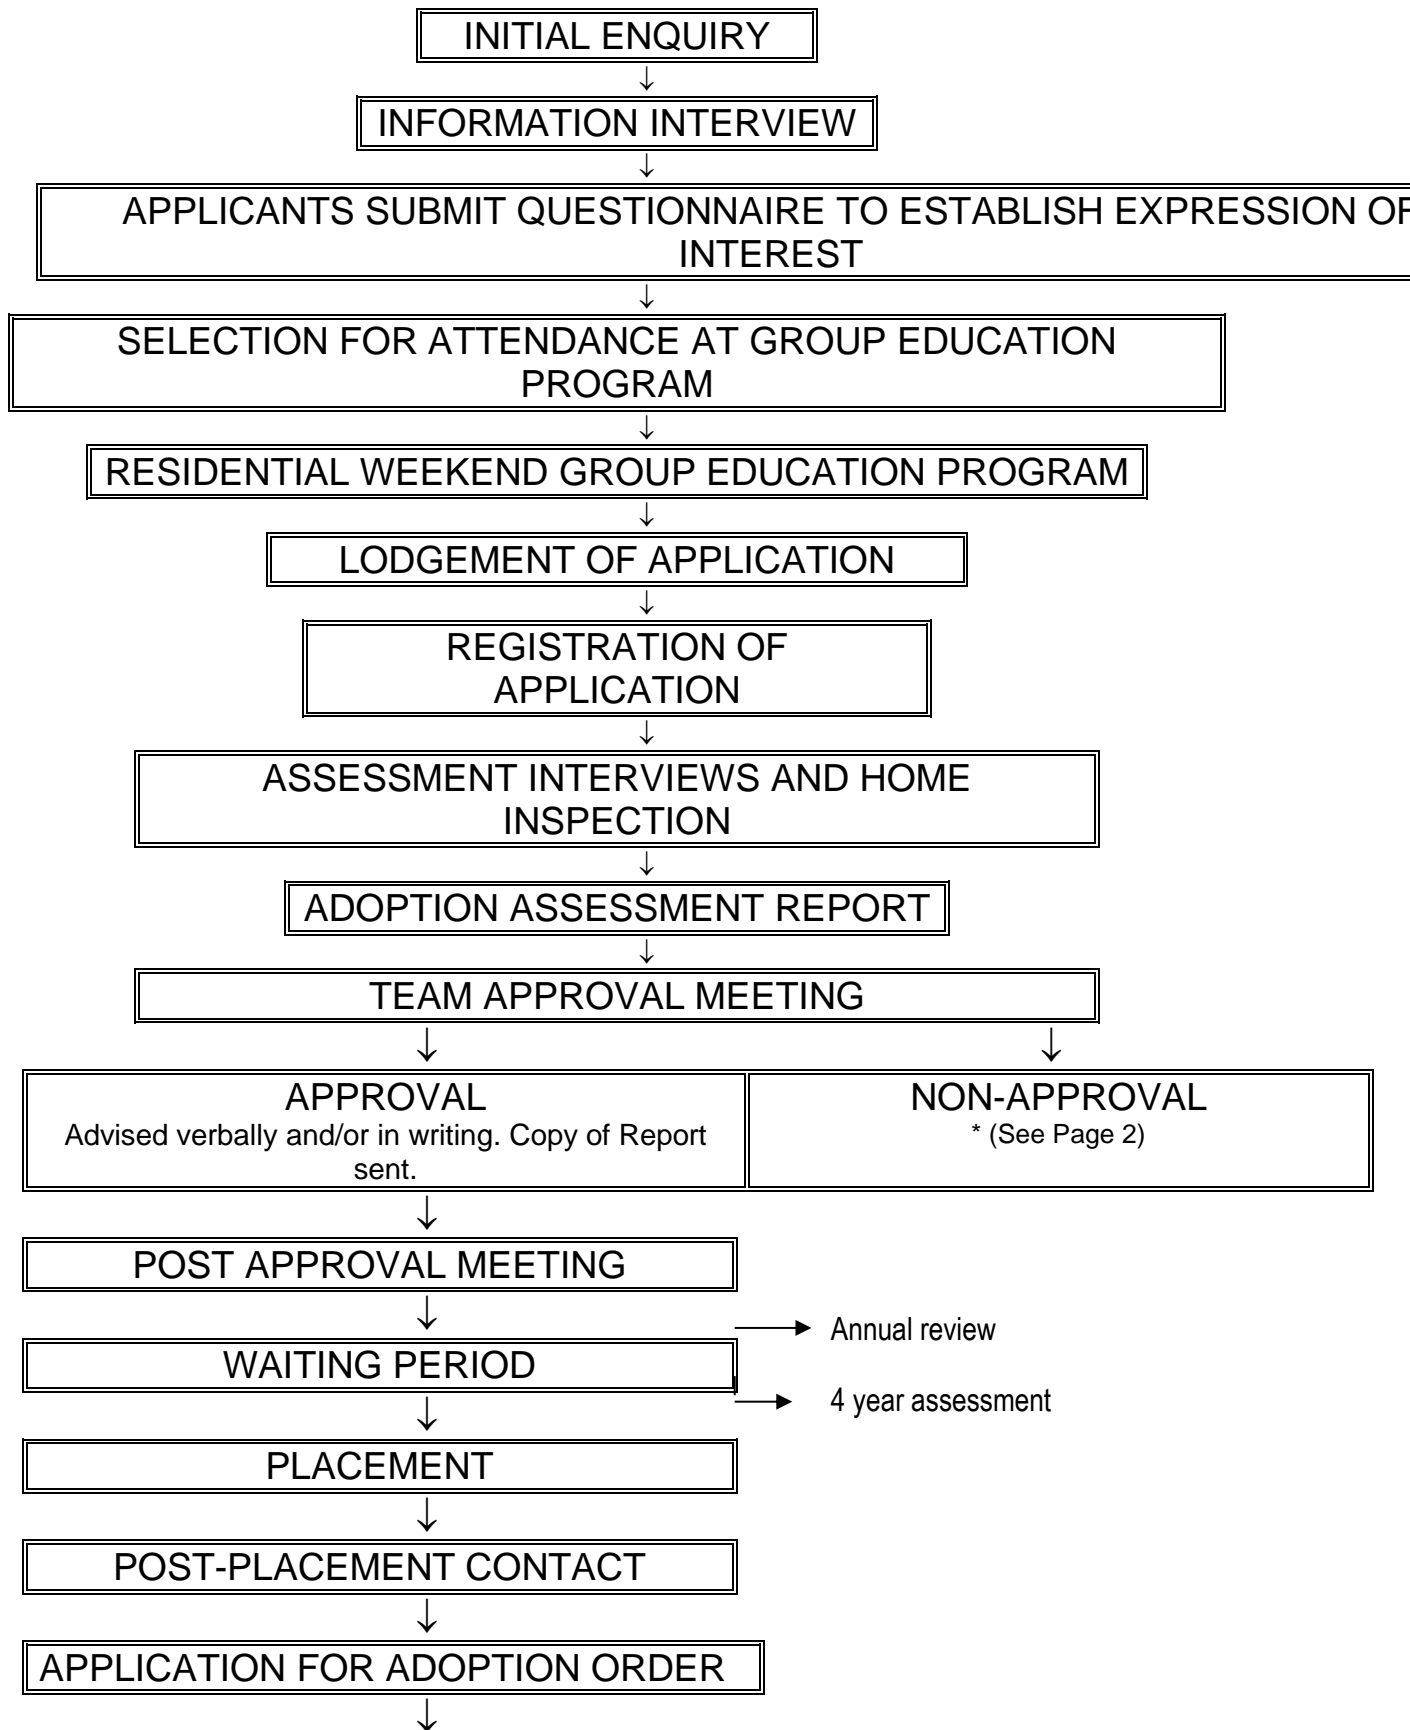 INITIAL ENQUIRY
↓
INFORMATION INTERVIEW
↓
APPLICANTS SUBMIT QUESTIONNAIRE TO ESTABLISH EXPRESSION OF
INTEREST
↓
SELECTION FOR ATTENDANCE AT GROUP EDUCATION
PROGRAM
↓
RESIDENTIAL WEEKEND GROUP EDUCATION PROGRAM
↓
LODGEMENT OF APPLICATION
↓
REGISTRATION OF
APPLICATION
↓
ASSESSMENT INTERVIEWS AND HOME
INSPECTION
↓
ADOPTION ASSESSMENT REPORT
↓
TEAM APPROVAL MEETING
↓ ↓
APPROVAL
Advised verbally and/or in writing. Copy of Report
sent.
NON-APPROVAL
* (See Page 2)
↓
POST APPROVAL MEETING
↓
Annual review
WAITING PERIOD
4 year assessment
↓
PLACEMENT
↓
POST-PLACEMENT CONTACT
↓
APPLICATION FOR ADOPTION ORDER
↓